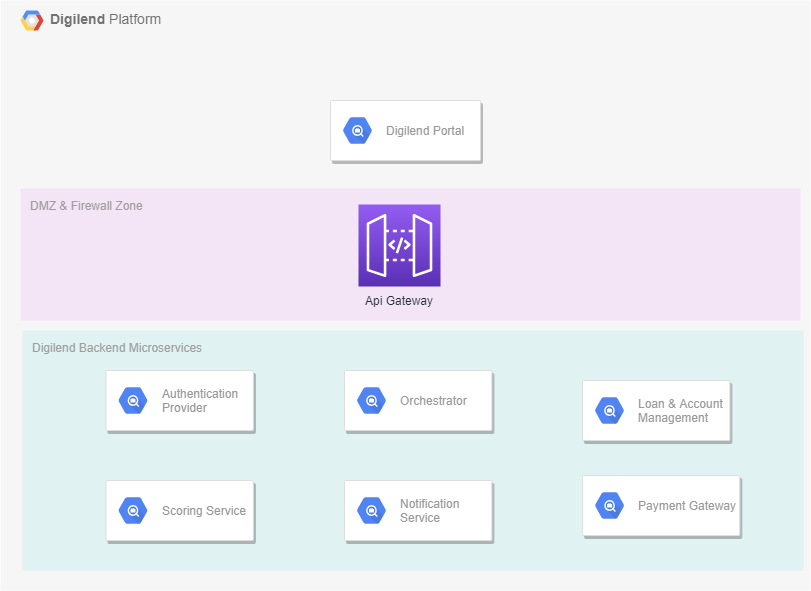 Digilend Platform
Digilend Portal
DMZ & Firewall Zone
</>
Api Gateway
Digilend Backend Microservices
Authentication
Provider
Orchestrator
Loan & Account
Management
Scoring Service
Notification
Service
Payment Gateway